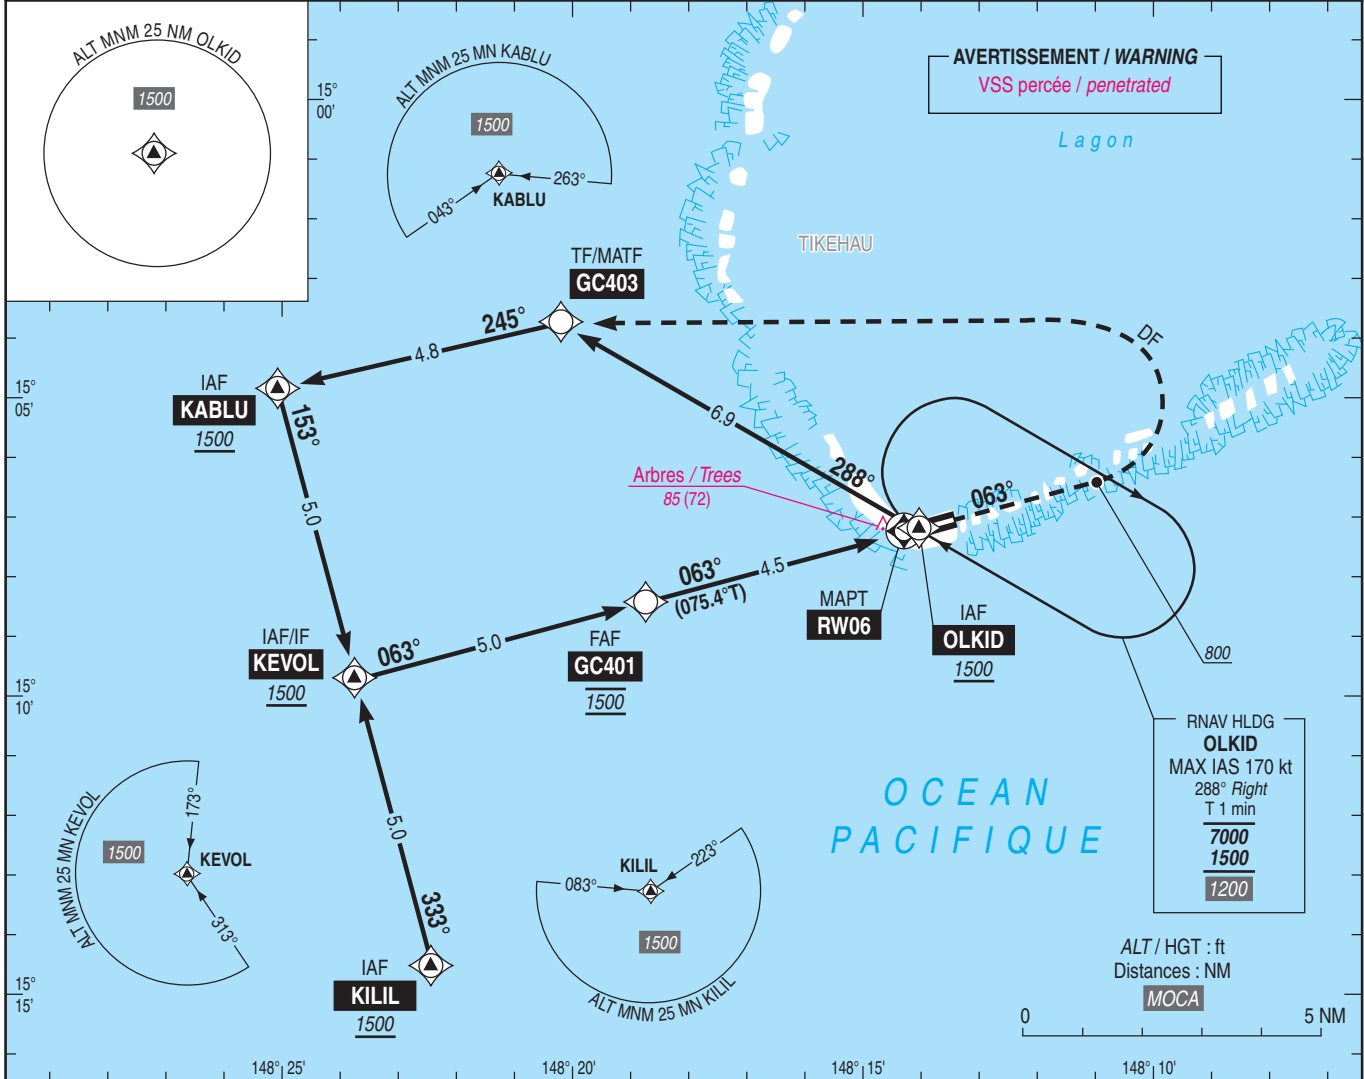 ALT MNM 25 NM OLKID
1500
ALT MNM 25 MN KABLU
1500
043°
263°
KABLU
15°
00'
AVERTISSEMENT / WARNING
VSS percée / penetrated
Lagon
TIKEHAU
TF/MATF
GC403
245°
4.8
DF
IAF
KABLU
1500
153°
15°
05'
6.9
288°
Arbres / Trees
85 (72)
063°
5.0
063°
(075.4°T)
4.5
MAPT
RW06
IAF
OLKID
1500
800
IAF/IF
KEVOL
1500
063°
5.0
FAF
GC401
1500
15°
10'
RNAV HLDG
OLKID
MAX IAS 170 kt
288° Right
T 1 min
7000
1500
1200
OCEAN
PACIFIQUE
ALT MNM 25 MN KEVOL
1500
173°
KEVOL
313°
5.0
333°
IAF
KILIL
1500
KILIL
083°
223°
1500
ALT MNM 25 MN KILIL
ALT / HGT : ft
Distances : NM
MOCA
0
5 NM
15°
15'
148° 25'
148° 20'
148° 15'
148° 10'